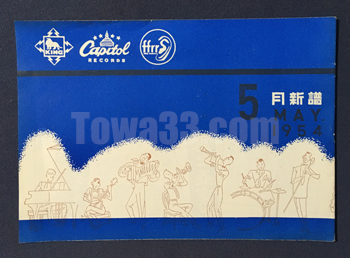 KING
Capitol
RECORDS
ffrr
5
月新譜
MAY
1954
Towa33.com